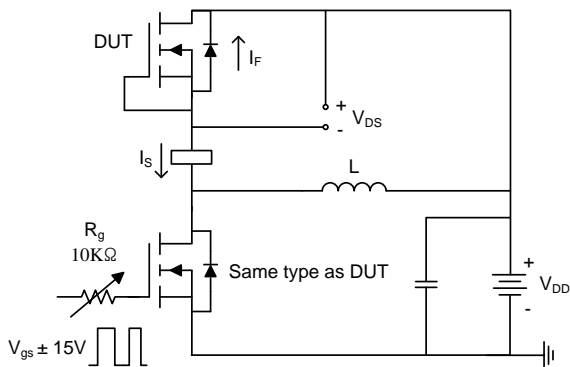 DUT
I_F
+
V_DS
-
I_S
L
R_g
10KΩ
Same type as DUT
+
V_DD
-
V_gs ± 15V